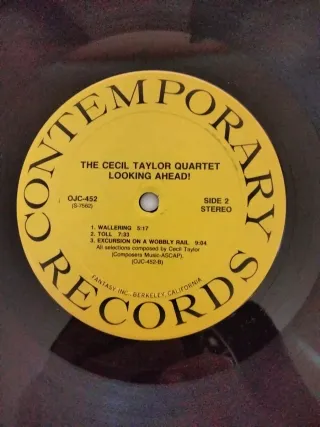 CONTEMPORARY
THE CECIL TAYLOR QUARTET
LOOKING AHEAD!
OJC-452
(S-7562)
SIDE 2
STEREO
1. WALLERING 5:17
2. TOLL 7:33
3. EXCURSION ON A WOBBLY RAIL 9:04
All selections composed by Cecil Taylor
(Composers Music-ASCAP)
(OJC-452-B)
FANTASY INC., BERKELEY, CALIFORNIA
RECORDS